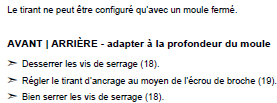 Le tirant ne peut être configuré qu'avec un moule fermé.
AVANT | ARRIÈRE - adapter à la profondeur du moule
➣ Desserrer les vis de serrage (18).
➣ Régler le tirant d'ancrage au moyen de l'écrou de broche (19).
➣ Bien serrer les vis de serrage (18).